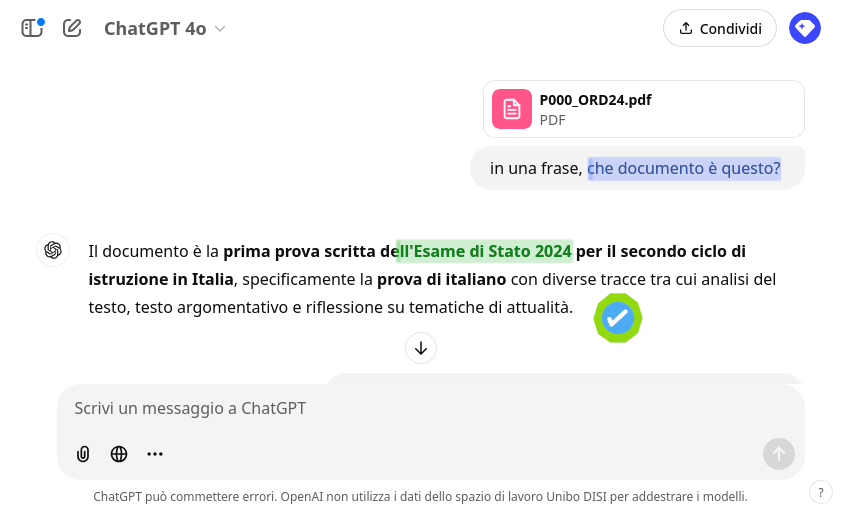 ChatGPT 4o
Condividi
P000_ORD24.pdf
PDF
in una frase, che documento è questo?
Il documento è la prima prova scritta dell'Esame di Stato 2024 per il secondo ciclo di
istruzione in Italia, specificamente la prova di italiano con diverse tracce tra cui analisi del
testo, testo argomentativo e riflessione su tematiche di attualità.
Scrivi un messaggio a ChatGPT
ChatGPT può commettere errori. OpenAI non utilizza i dati dello spazio di lavoro Unibo DISI per addestrare i modelli.
?